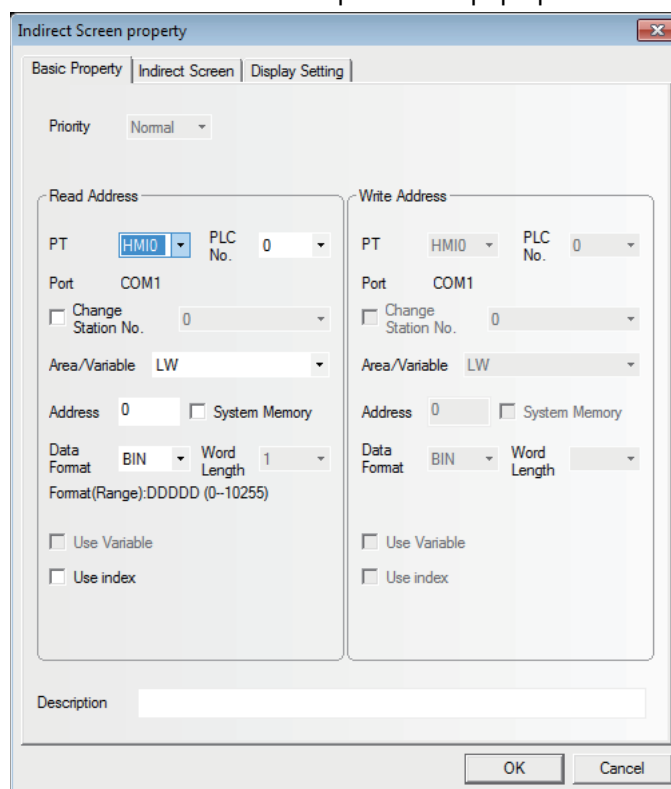 Indirect Screen property
Basic Property Indirect Screen Display Setting
Priority Normal
Read Address
PT HMI0 PLC No. 0
Port COM1
Change Station No. 0
Area/Variable LW
Address 0 System Memory
Data Format BIN Word Length 1
Format(Range):DDDDD (0--10255)
Use Variable
Use index
Write Address
PT HMI0 PLC No. 0
Port COM1
Change Station No. 0
Area/Variable LW
Address 0 System Memory
Data Format BIN Word Length
Use Variable
Use index
Description
OK Cancel